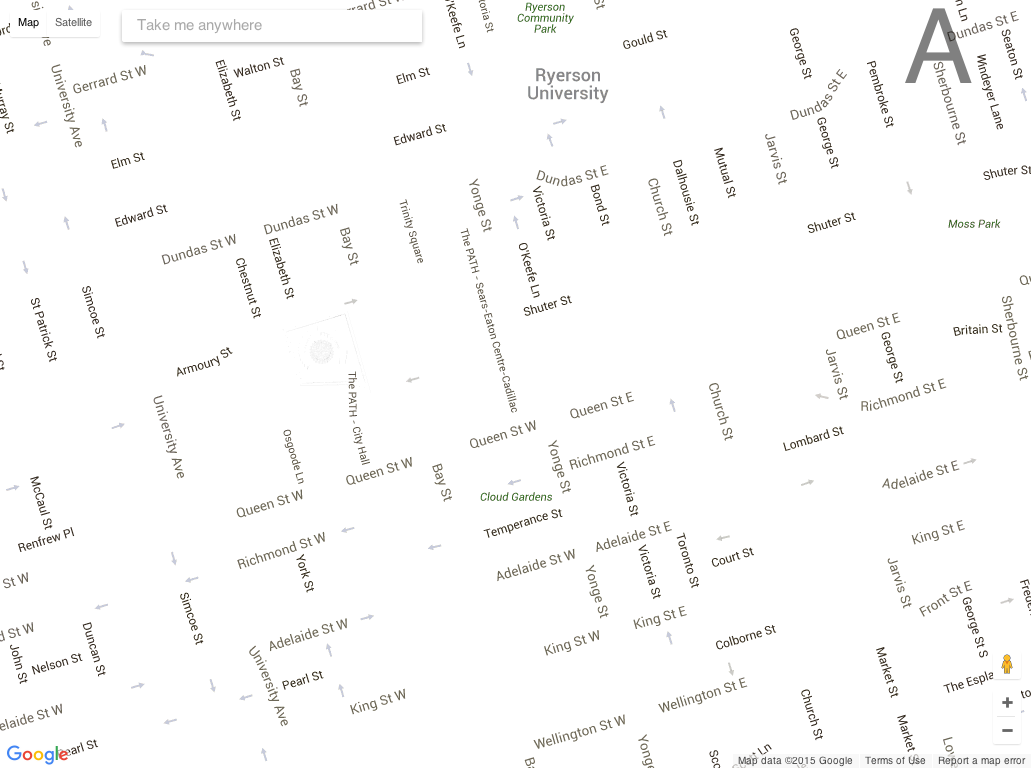 Map
Satellite
Take me anywhere
A
O'Keefe Ln
Ryerson
Community
Park
Gould St
George St
Dundas St E
Seaton St
Windeyer Lane
Sherbourne St
Pembroke St
University Ave
Gerrard St W
Elizabeth St
Walton St
Bay St
Elm St
Ryerson
University
Dundas St E
George St
Edward St
Elm St
Jarvis St
Mutual St
Dalhousie St
Shuter St
Dundas St E
Victoria St
Bond St
Church St
Yonge St
Trinity Square
Edward St
Dundas St W
Dundas St W
Bay St
Elizabeth St
Chestnut St
Shuter St
Moss Park
The PATH - Sears-Eaton Centre-Cadillac
O'Keefe Ln
Shuter St
Simcoe St
St Patrick St
Armoury St
The PATH - City Hall
Queen St E
George St
Britain St
Sherbourne St
Jarvis St
Richmond St E
University Ave
Osgoode Ln
Queen St W
Queen St W
Bay St
Queen St W
Queen St E
Church St
Lombard St
Richmond St E
Yonge St
Victoria St
Adelaide St E
McCaul St
Renfrew Pl
Cloud Gardens
Temperance St
Richmond St W
York St
Adelaide St W
Adelaide St E
Victoria St
Toronto St
Court St
King St E
Jarvis St
Front St E
George St S
Yonge St
King St E
King St W
Colborne St
Simcoe St
St W
John St
Nelson St
Duncan St
Adelaide St W
University Ave
Pearl St
King St W
Wellington St E
Wellington St W
Church St
Market St
Market
The Espla
Google
Map data ©2015 Google
Terms of Use
Report a map error